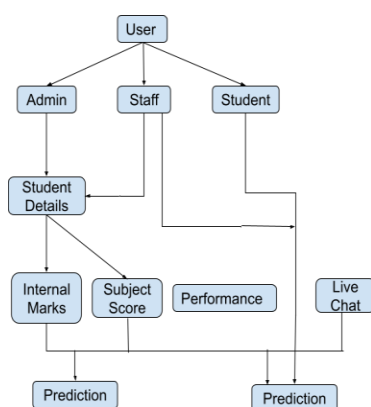 User
Admin
Staff
Student
Student
Details
Internal
Marks
Subject
Score
Performance
Live
Chat
Prediction
Prediction